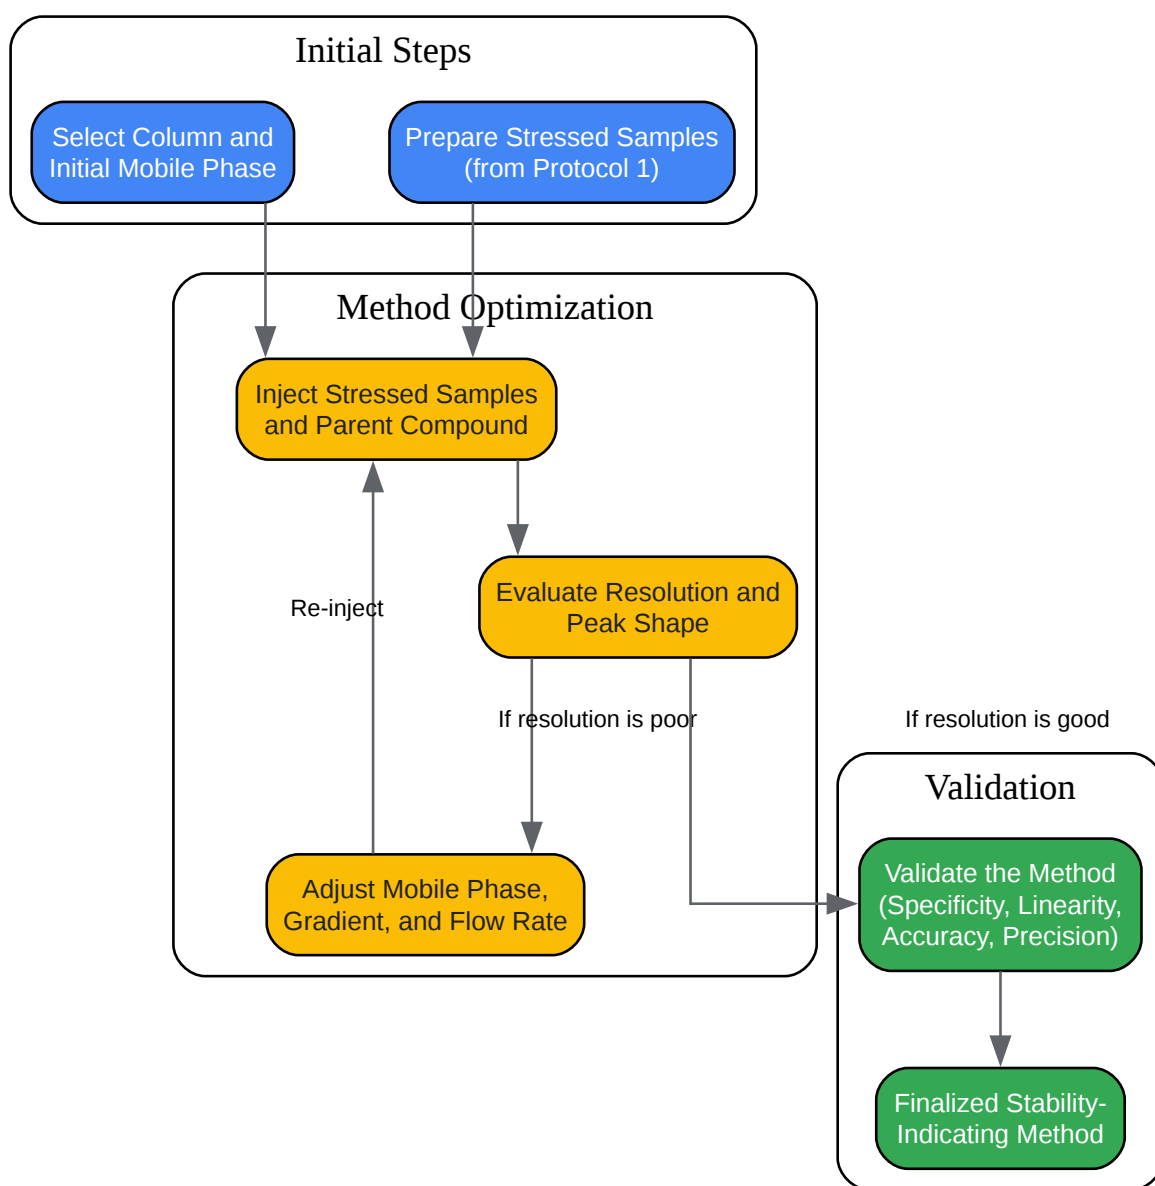 Initial Steps
Select Column and
Initial Mobile Phase
Prepare Stressed Samples
(from Protocol 1)
Method Optimization
Inject Stressed Samples
and Parent Compound
Evaluate Resolution and
Peak Shape
Re-inject
If resolution is poor
If resolution is good
Adjust Mobile Phase,
Gradient, and Flow Rate
Validation
Validate the Method
(Specificity, Linearity,
Accuracy, Precision)
Finalized Stability-
Indicating Method